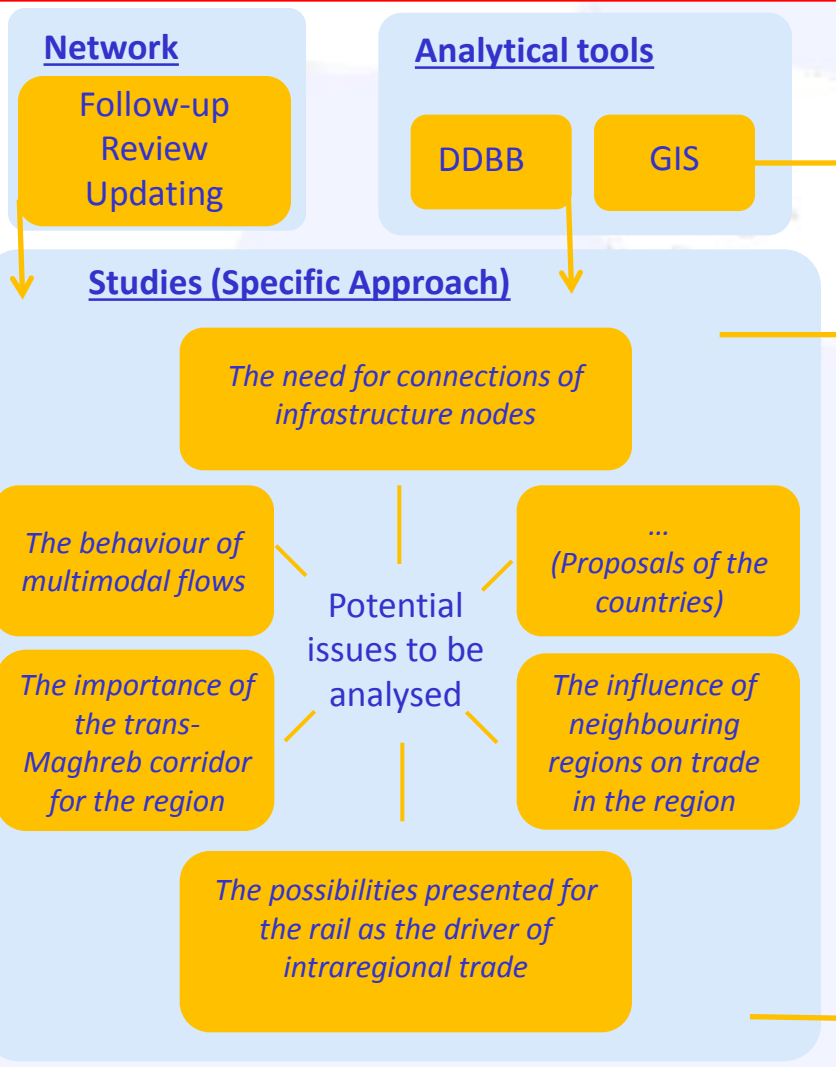 Network
Follow-up
Review
Updating
Analytical tools
DDBB
GIS
Studies (Specific Approach)
The need for connections of
infrastructure nodes
The behaviour of
multimodal flows
...
(Proposals of the
countries)
Potential
issues to be
analysed
The importance of
the trans-
Maghreb corridor
for the region
The influence of
neighbouring
regions on trade
in the region
The possibilities presented for
the rail as the driver of
intraregional trade